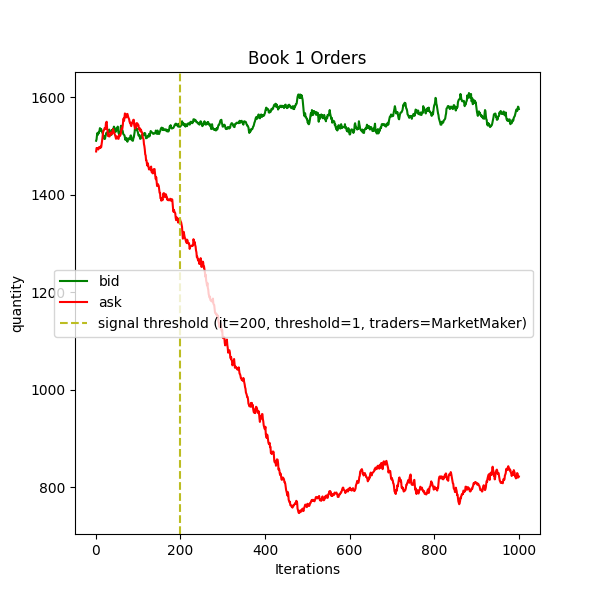 Book 1 Orders
quantity
1600
1400
1200
1000
800
bid
ask
signal threshold (it=200, threshold=1, traders=MarketMaker)
0 200 400 600 800 1000
Iterations